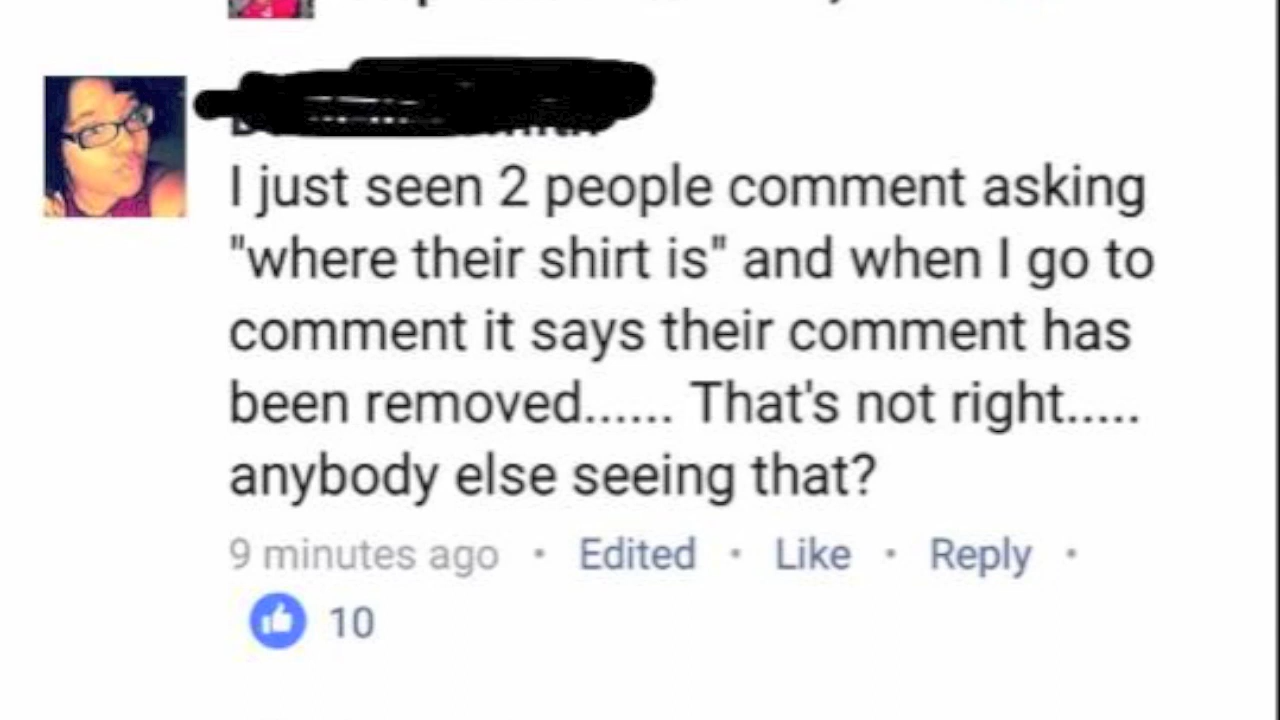 I just seen 2 people comment asking
"where their shirt is" and when I go to
comment it says their comment has
been removed...... That's not right.....
anybody else seeing that?
9 minutes ago · Edited · Like · Reply ·
10